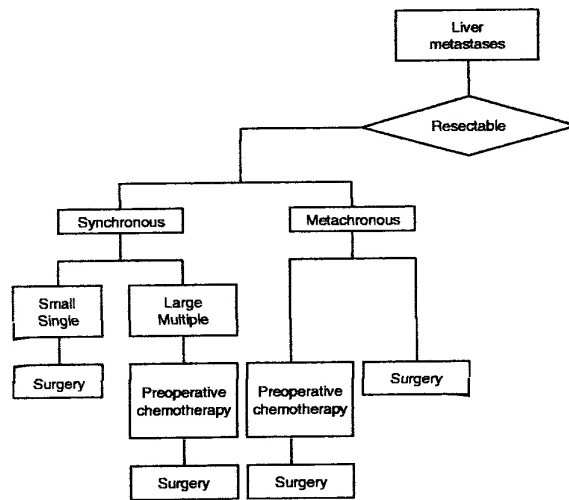 Liver
metastases
Resectable
Synchronous
Metachronous
Small
Single
Large
Multiple
Surgery
Preoperative
chemotherapy
Preoperative
chemotherapy
Surgery
Surgery
Surgery